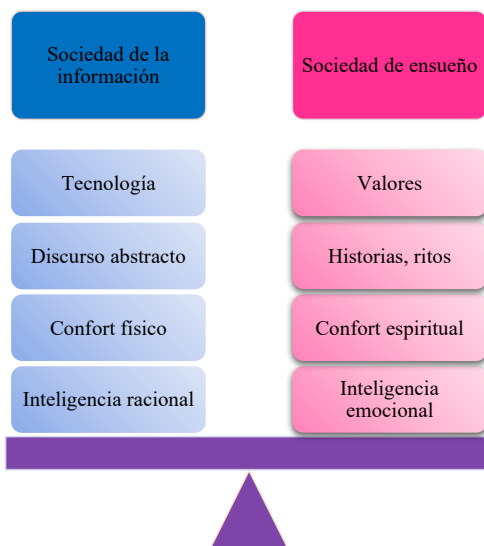 Sociedad de la
información
Sociedad de ensueño
Tecnología
Valores
Discurso abstracto
Historias, ritos
Confort físico
Confort espiritual
Inteligencia racional
Inteligencia
emocional